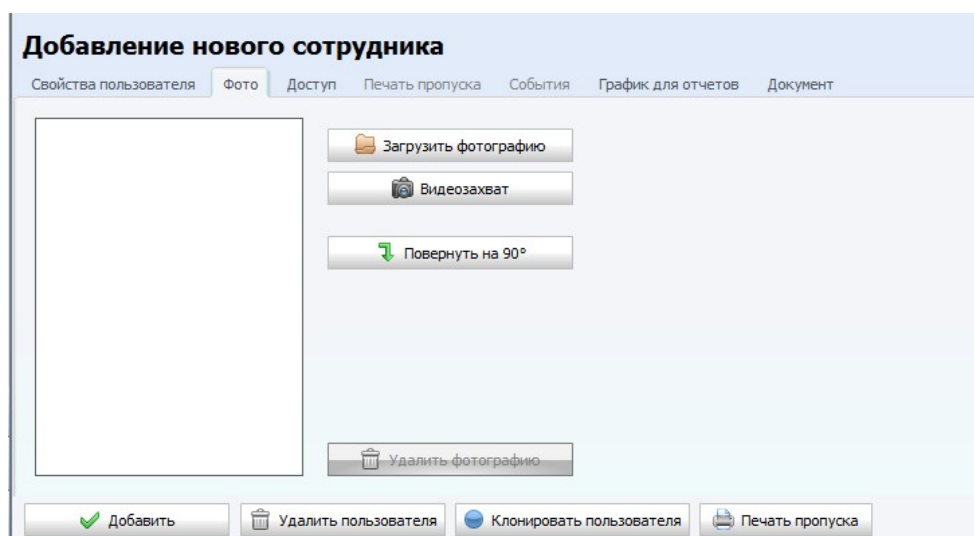 Добавление нового сотрудника
Свойства пользователя Фото Доступ Печать пропуска События График для отчетов Документ
Загрузить фотографию
Видеозахват
Повернуть на 90°
Удалить фотографию
Добавить Удалить пользователя Клонировать пользователя Печать пропуска